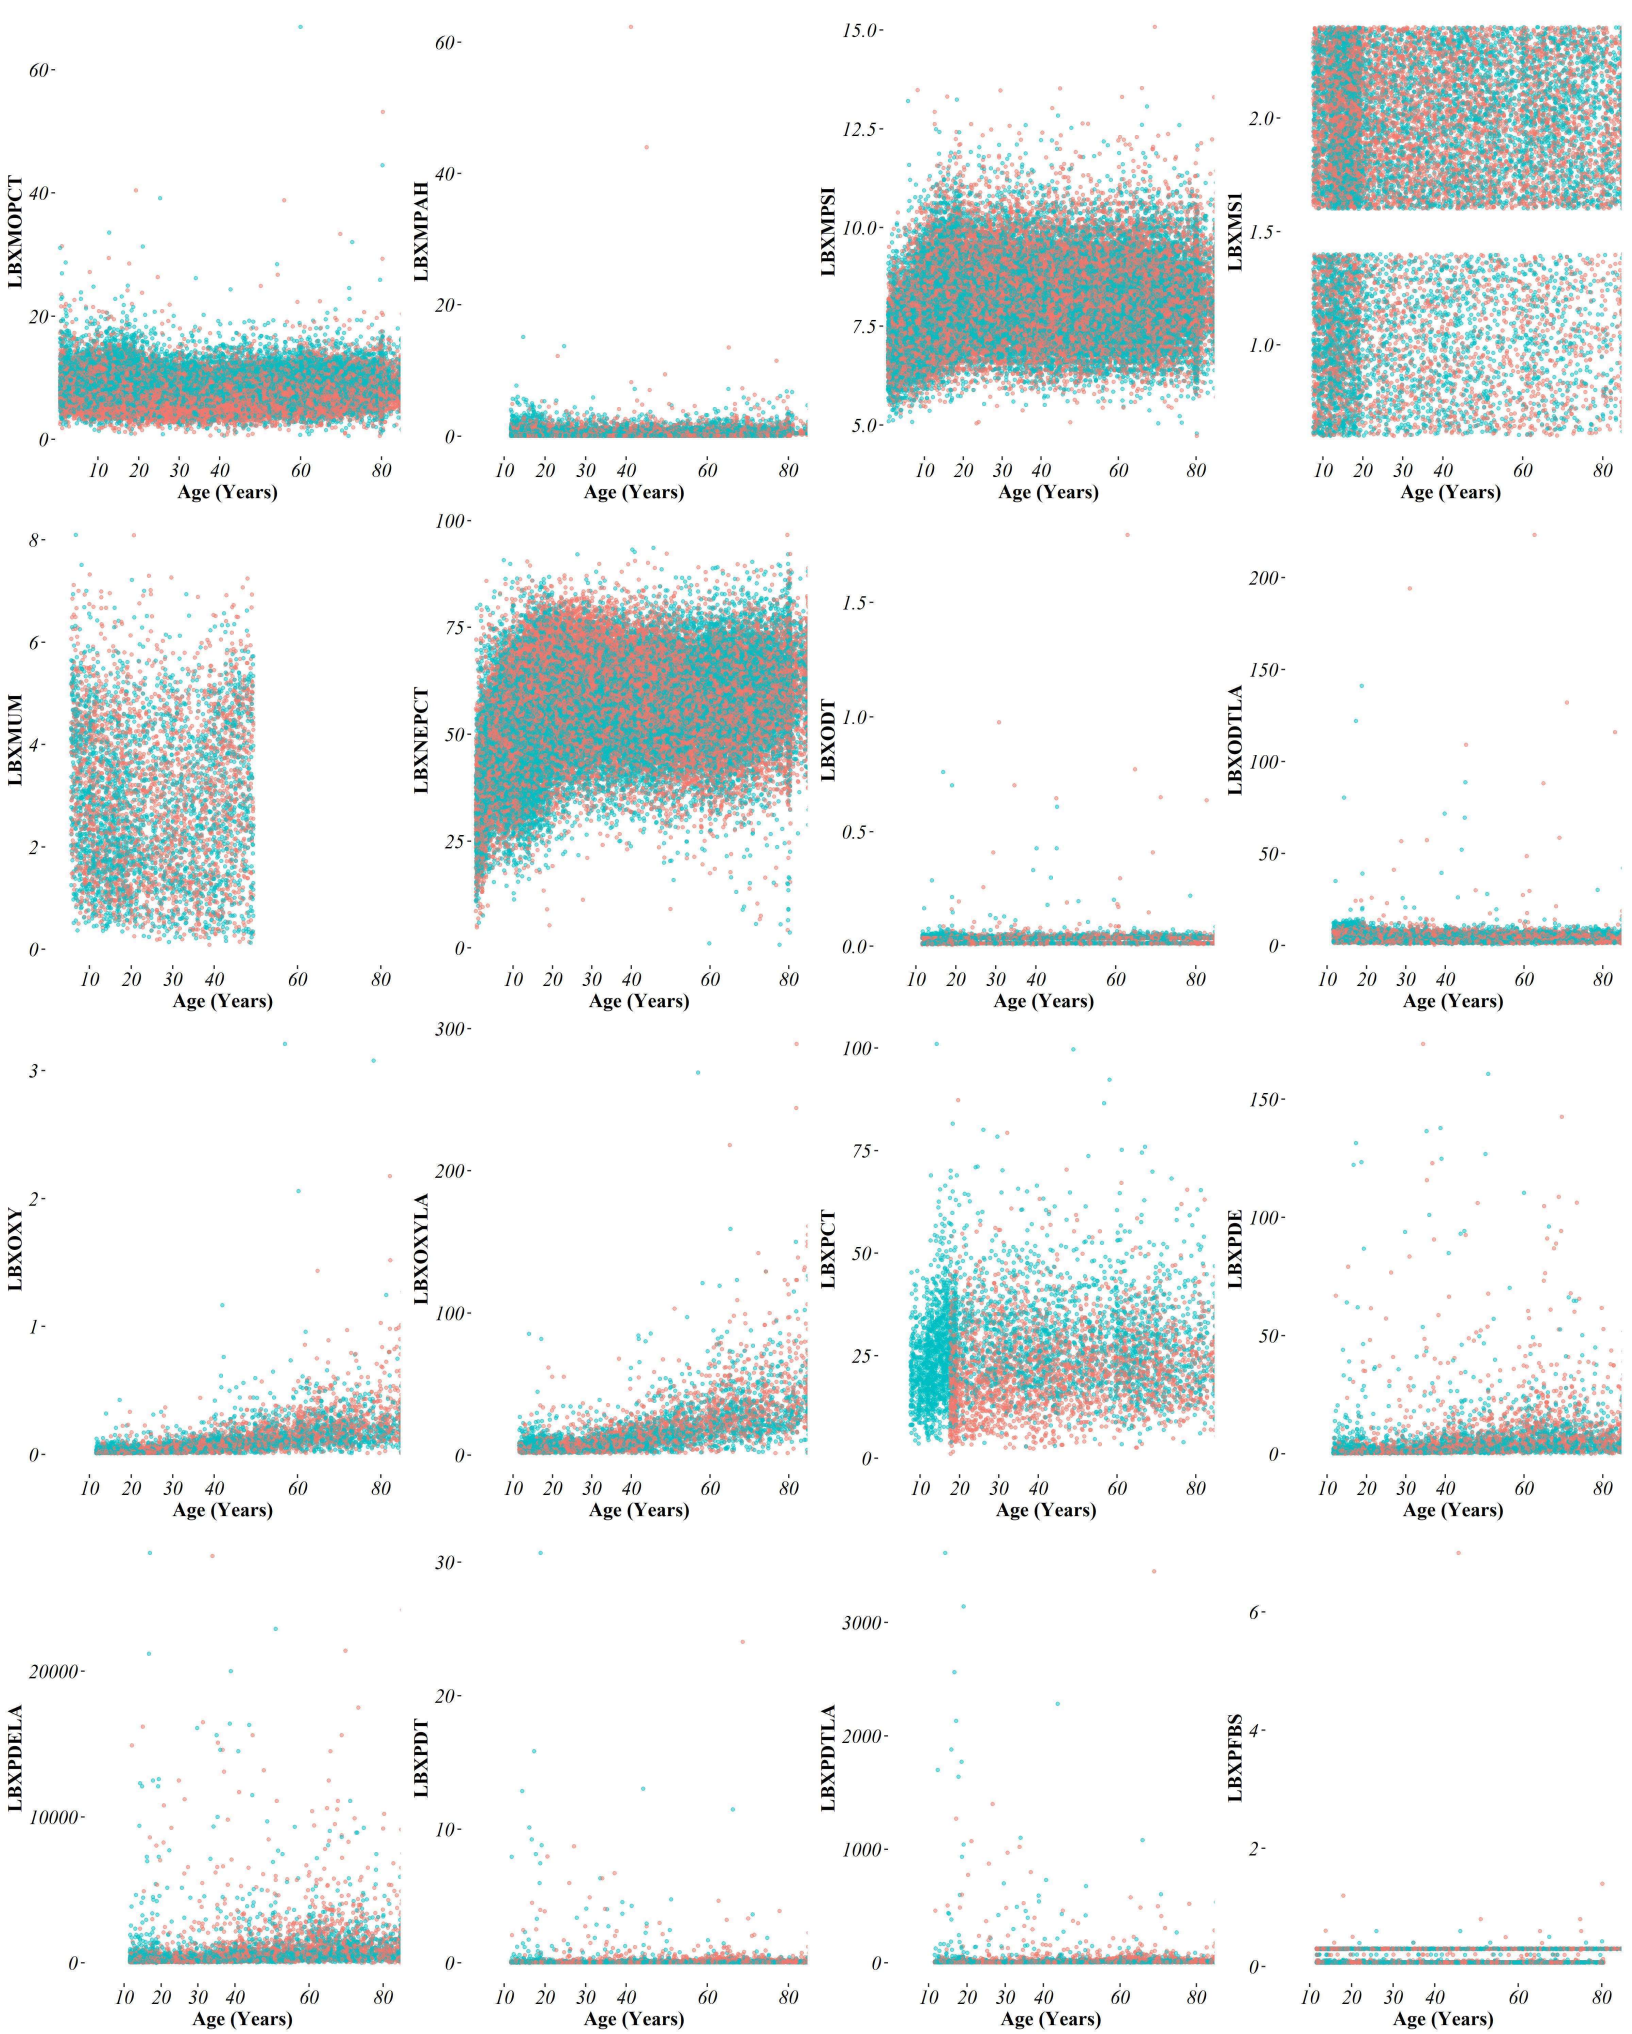 LBXMOPCT
60-
40-
20-
0-
10 20 30 40 60 80
Age (Years)
LBXMPAH
60-
40-
20-
0-
10 20 30 40 60 80
Age (Years)
LBXMPSI
15.0-
12.5-
10.0-
7.5-
5.0-
10 20 30 40 60 80
Age (Years)
LBXMS1
2.0-
1.5-
1.0-
10 20 30 40 60 80
Age (Years)
LBXMUM
8-
6-
4-
2-
0-
10 20 30 40 60 80
Age (Years)
LBXNEPCT
100-
75-
50-
25-
0-
10 20 30 40 60 80
Age (Years)
LBXODT
1.5-
1.0-
0.5-
0.0-
10 20 30 40 60 80
Age (Years)
LBXODTLA
200-
150-
100-
50-
0-
10 20 30 40 60 80
Age (Years)
LBXOXY
3-
2-
1-
0-
10 20 30 40 60 80
Age (Years)
LBXOXYLA
300-
200-
100-
0-
10 20 30 40 60 80
Age (Years)
LBXPCT
100-
75-
50-
25-
0-
10 20 30 40 60 80
Age (Years)
LBXPDE
150-
100-
50-
0-
10 20 30 40 60 80
Age (Years)
LBXPDELA
20000-
10000-
0-
10 20 30 40 60 80
Age (Years)
LBXPDT
30-
20-
10-
0-
10 20 30 40 60 80
Age (Years)
LBXPDTLA
3000-
2000-
1000-
0-
10 20 30 40 60 80
Age (Years)
LBXPFBS
6-
4-
2-
0-
10 20 30 40 60 80
Age (Years)